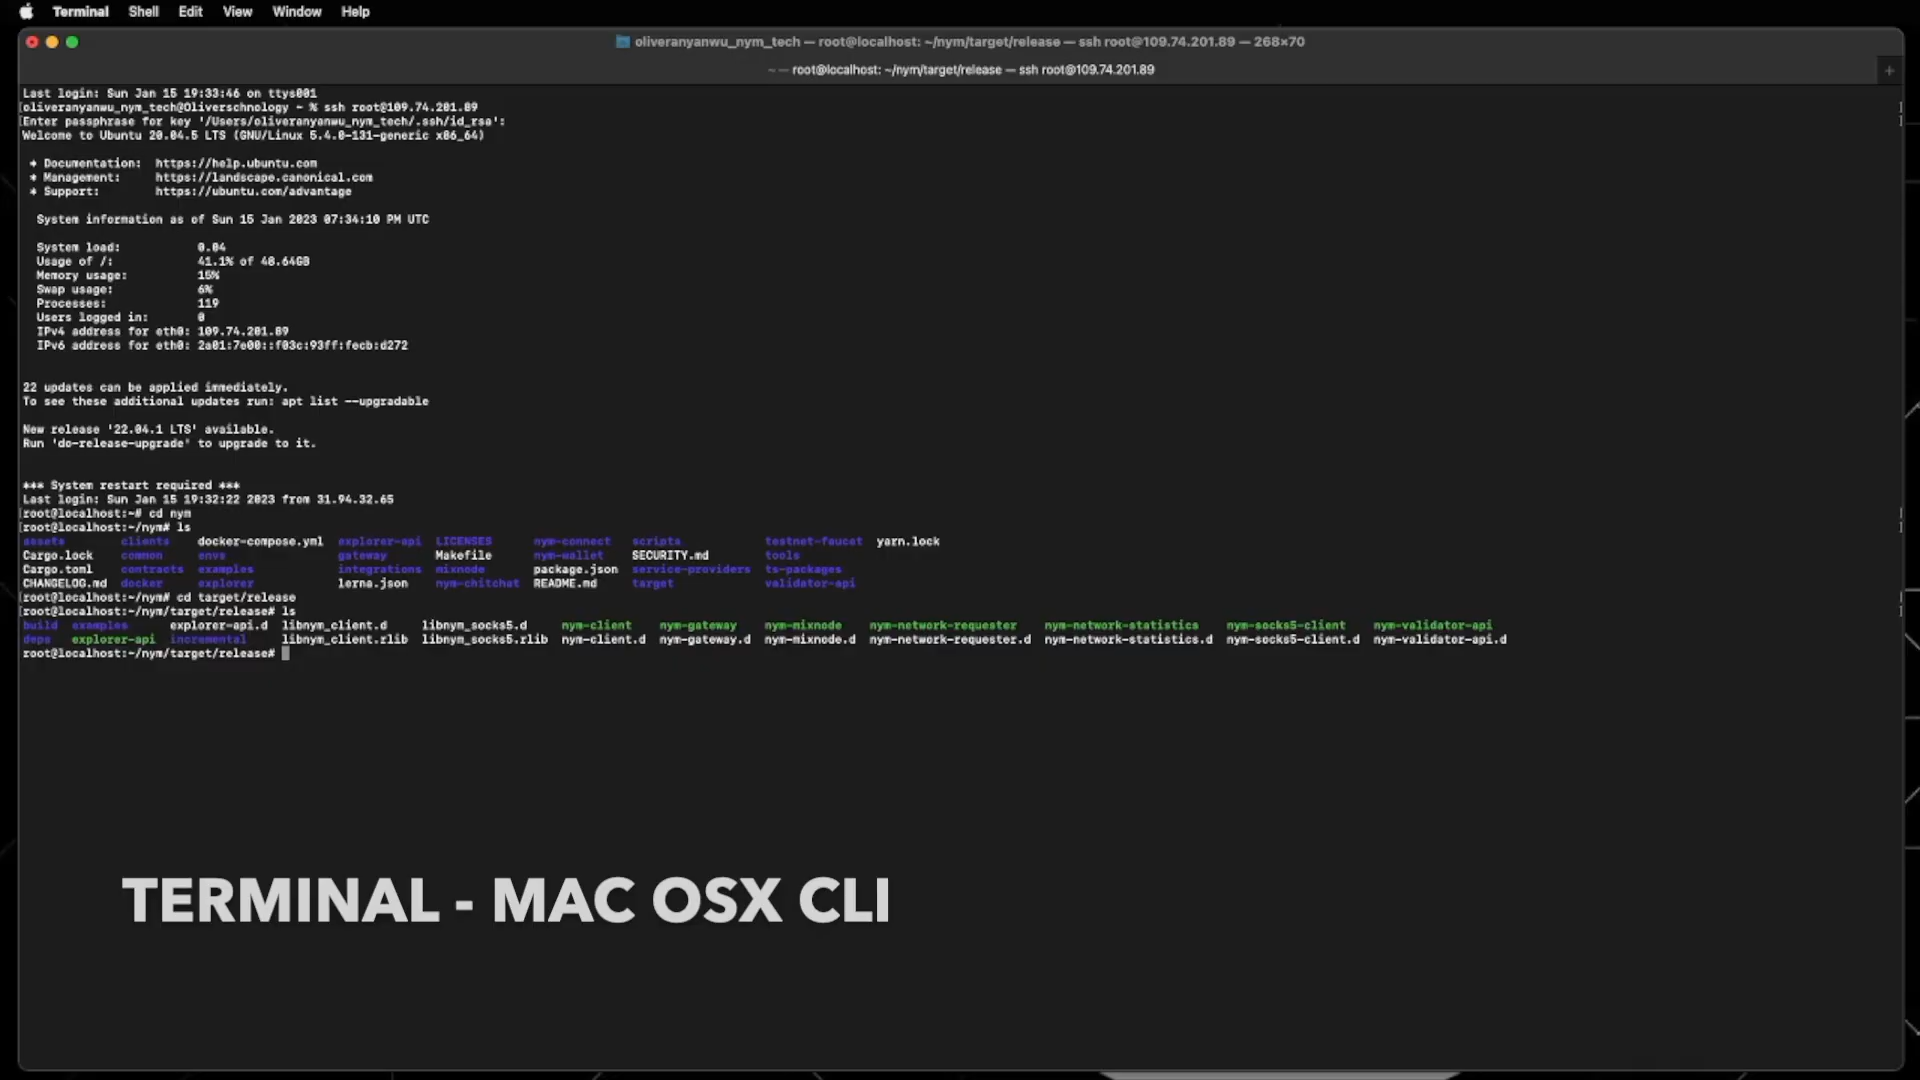 Terminal Shell Edit View Window Help
oliveranyanwu_nym_tech — root@localhost: ~/nym/target/release — ssh root@109.74.201.89 — 268×70
~ — root@localhost: ~/nym/target/release — ssh root@109.74.201.89
Last login: Sun Jan 15 19:33:46 on ttys001
[oliveranyanwu_nym_tech@Oliverschnology ~ % ssh root@109.74.201.89
[Enter passphrase for key '/Users/oliveranyanwu_nym_tech/.ssh/id_rsa':
Welcome to Ubuntu 20.04.5 LTS (GNU/Linux 5.4.0-131-generic x86_64)
* Documentation: https://help.ubuntu.com
* Management: https://landscape.canonical.com
* Support: https://ubuntu.com/advantage
System information as of Sun 15 Jan 2023 07:34:10 PM UTC
System load: 0.04
Usage of /: 41.1% of 48.64GB
Memory usage: 15%
Swap usage: 6%
Processes: 119
Users logged in: 0
IPv4 address for eth0: 109.74.201.89
IPv6 address for eth0: 2a01:7e00::f03c:93ff:fecb:d272
22 updates can be applied immediately.
To see these additional updates run: apt list --upgradable
New release '22.04.1 LTS' available.
Run 'do-release-upgrade' to upgrade to it.
*** System restart required ***
Last login: Sun Jan 15 19:32:22 2023 from 31.94.32.65
[root@localhost:~# cd nym
[root@localhost:~/nym# ls
assets clients docker-compose.yml explorer-api LICENSES nym-connect scripts testnet-faucet yarn.lock
Cargo.lock common envs gateway Makefile nym-wallet SECURITY.md tools
Cargo.toml contracts examples integrations mixnode package.json service-providers ts-packages
CHANGELOG.md docker explorer lerna.json nym-chitchat README.md target validator-api
[root@localhost:~/nym# cd target/release
[root@localhost:~/nym/target/release# ls
build examples explorer-api.d libnym_client.d libnym_socks5.d nym-client nym-gateway nym-mixnode nym-network-requester nym-network-statistics nym-socks5-client nym-validator-api
deps explorer-api incremental libnym_client.rlib libnym_socks5.rlib nym-client.d nym-gateway.d nym-mixnode.d nym-network-requester.d nym-network-statistics.d nym-socks5-client.d nym-validator-api.d
root@localhost:~/nym/target/release#
TERMINAL - MAC OSX CLI